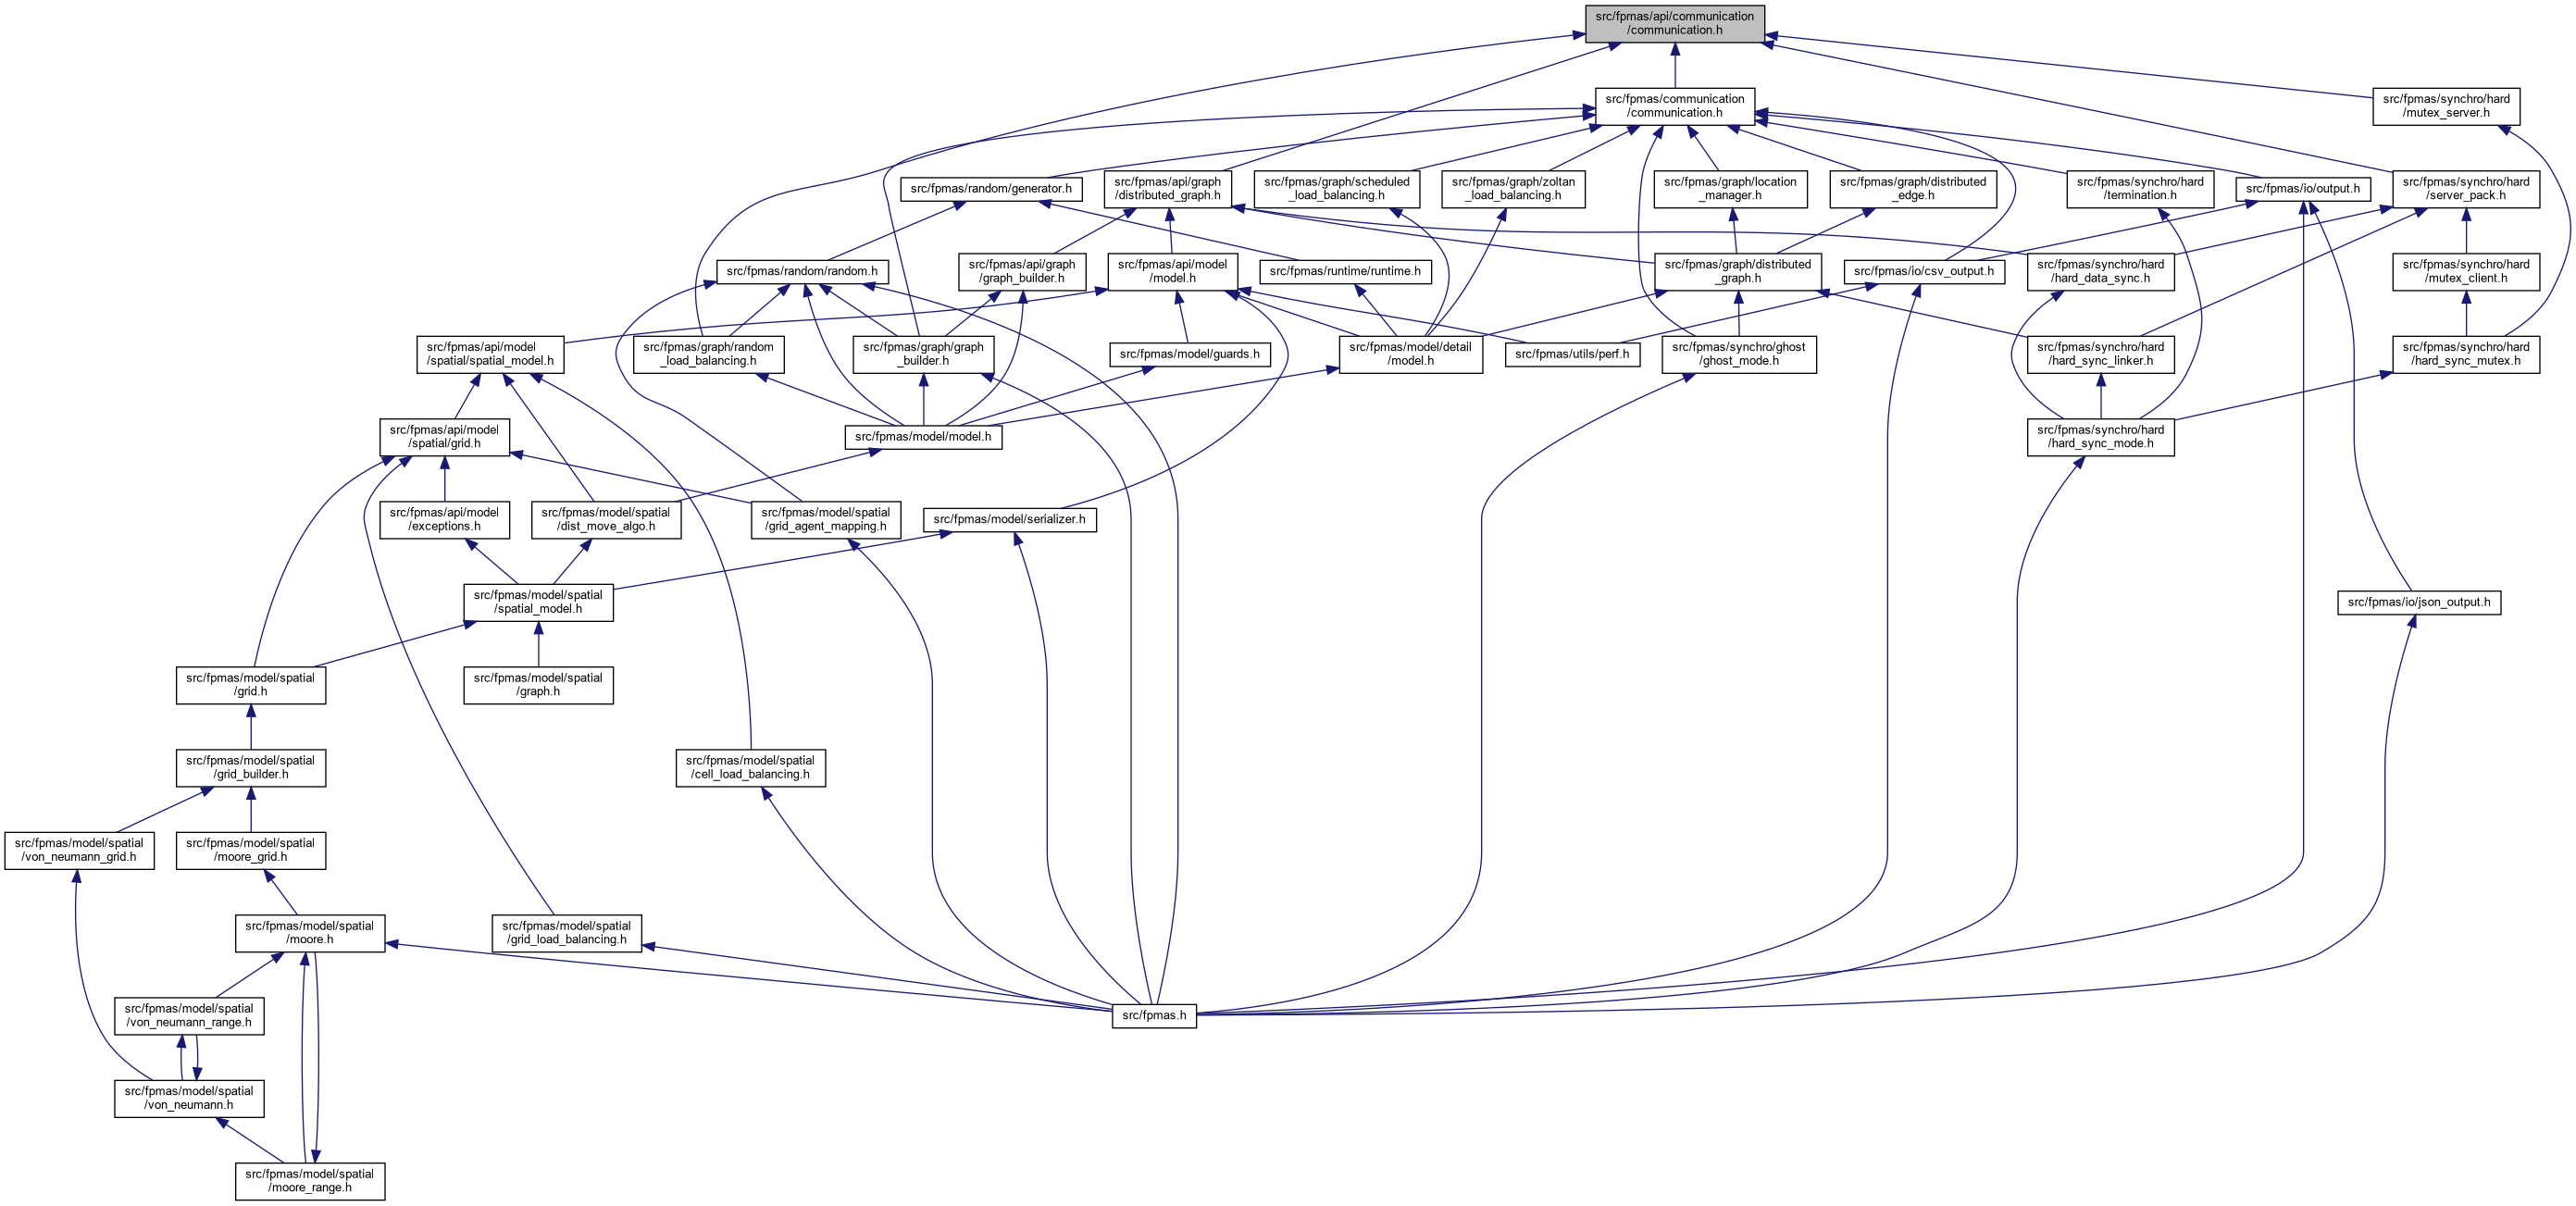 src/fpmas/api/communication
/communication.h
src/fpmas/communication
/communication.h
src/fpmas/synchro/hard
/mutex_server.h
src/fpmas/random/generator.h
src/fpmas/api/graph
/distributed_graph.h
src/fpmas/graph/scheduled
_load_balancing.h
src/fpmas/graph/zoltan
_load_balancing.h
src/fpmas/graph/location
_manager.h
src/fpmas/graph/distributed
_edge.h
src/fpmas/synchro/hard
/termination.h
src/fpmas/io/output.h
src/fpmas/synchro/hard
/server_pack.h
src/fpmas/random/random.h
src/fpmas/api/graph
/graph_builder.h
src/fpmas/api/model
/model.h
src/fpmas/runtime/runtime.h
src/fpmas/graph/distributed
_graph.h
src/fpmas/io/csv_output.h
src/fpmas/synchro/hard
/hard_data_sync.h
src/fpmas/synchro/hard
/mutex_client.h
src/fpmas/api/model
/spatial/spatial_model.h
src/fpmas/graph/random
_load_balancing.h
src/fpmas/graph/graph
_builder.h
src/fpmas/model/guards.h
src/fpmas/model/detail
/model.h
src/fpmas/utils/perf.h
src/fpmas/synchro/ghost
/ghost_mode.h
src/fpmas/synchro/hard
/hard_sync_linker.h
src/fpmas/synchro/hard
/hard_sync_mutex.h
src/fpmas/api/model
/spatial/grid.h
src/fpmas/model/model.h
src/fpmas/synchro/hard
/hard_sync_mode.h
src/fpmas/api/model
/exceptions.h
src/fpmas/model/spatial
/dist_move_algo.h
src/fpmas/model/spatial
/grid_agent_mapping.h
src/fpmas/model/serializer.h
src/fpmas/model/spatial
/spatial_model.h
src/fpmas/io/json_output.h
src/fpmas/model/spatial
/grid.h
src/fpmas/model/spatial
/graph.h
src/fpmas/model/spatial
/grid_builder.h
src/fpmas/model/spatial
/cell_load_balancing.h
src/fpmas/model/spatial
/von_neumann_grid.h
src/fpmas/model/spatial
/moore_grid.h
src/fpmas/model/spatial
/moore.h
src/fpmas/model/spatial
/grid_load_balancing.h
src/fpmas/model/spatial
/von_neumann_range.h
src/fpmas.h
src/fpmas/model/spatial
/von_neumann.h
src/fpmas/model/spatial
/moore_range.h